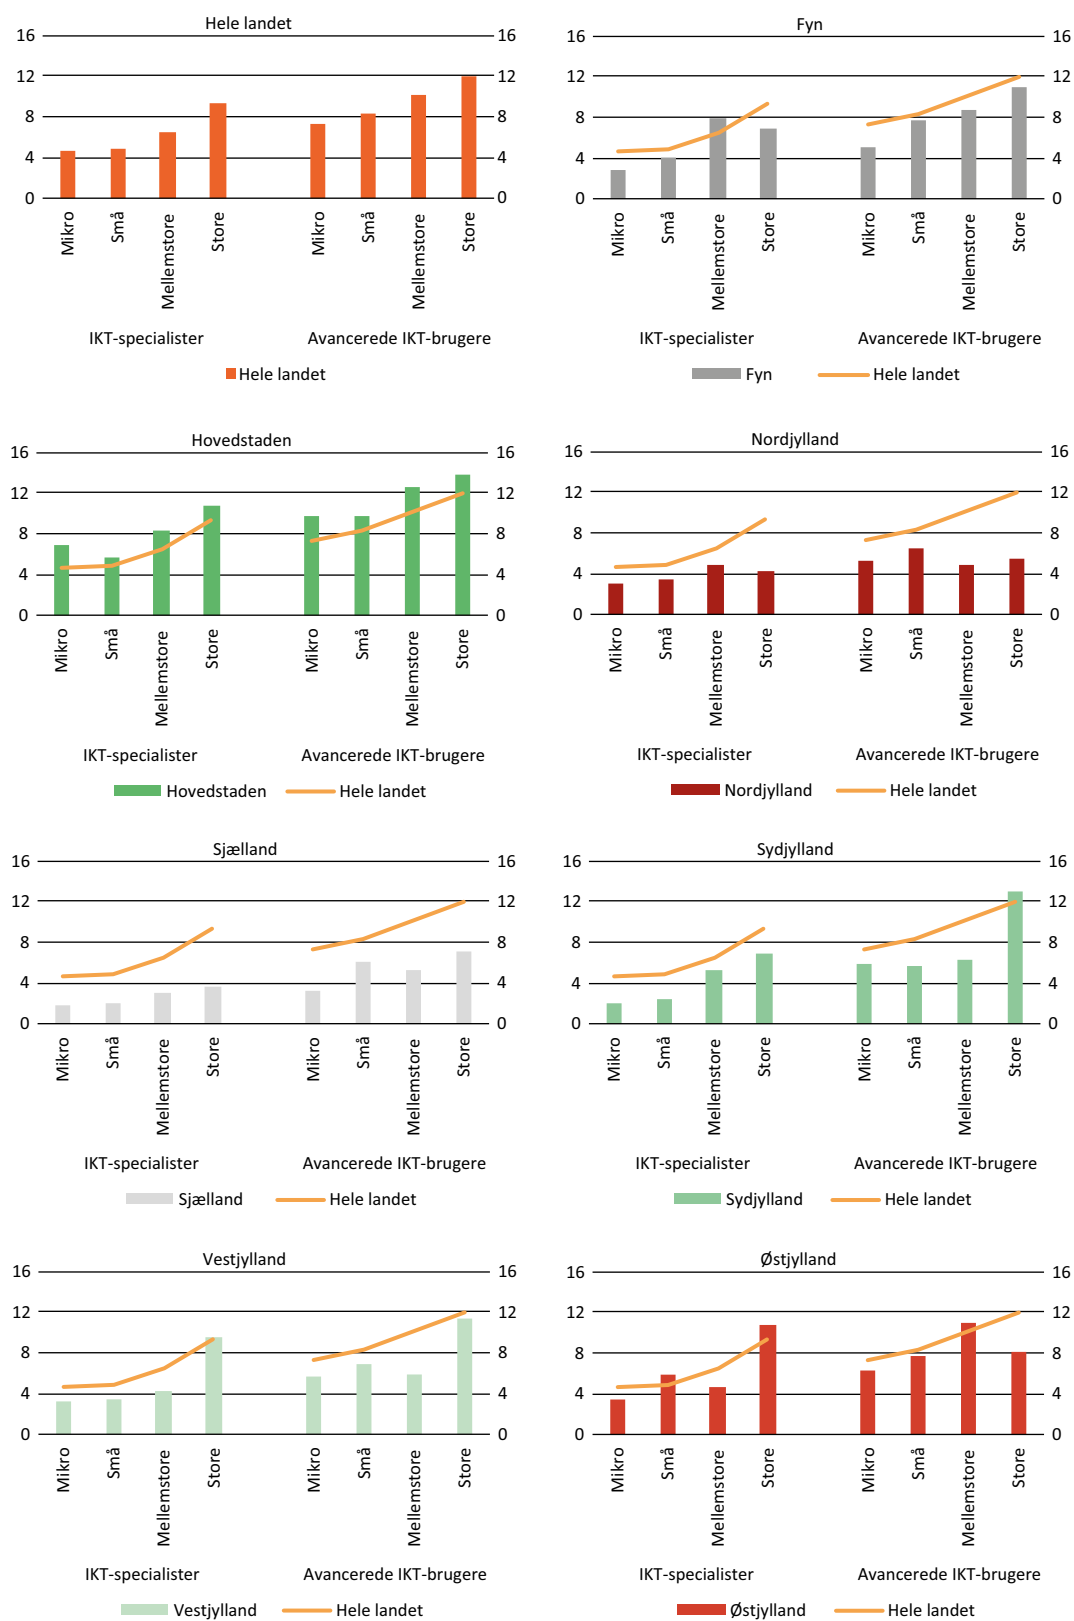 Hele landet
16 16
12 12
8 8
4 4
0 0
Mikro
Små
Mellemstore
Store
Mikro
Små
Mellemstore
Store
IKT-specialister Avancerede IKT-brugere
Hele landet
Fyn
16 16
12 12
8 8
4 4
0 0
Mikro
Små
Mellemstore
Store
Mikro
Små
Mellemstore
Store
IKT-specialister Avancerede IKT-brugere
Fyn Hele landet
Hovedstaden
16 16
12 12
8 8
4 4
0 0
Mikro
Små
Mellemstore
Store
Mikro
Små
Mellemstore
Store
IKT-specialister Avancerede IKT-brugere
Hovedstaden Hele landet
Nordjylland
16 16
12 12
8 8
4 4
0 0
Mikro
Små
Mellemstore
Store
Mikro
Små
Mellemstore
Store
IKT-specialister Avancerede IKT-brugere
Nordjylland Hele landet
Sjælland
16 16
12 12
8 8
4 4
0 0
Mikro
Små
Mellemstore
Store
Mikro
Små
Mellemstore
Store
IKT-specialister Avancerede IKT-brugere
Sjælland Hele landet
Sydjylland
16 16
12 12
8 8
4 4
0 0
Mikro
Små
Mellemstore
Store
Mikro
Små
Mellemstore
Store
IKT-specialister Avancerede IKT-brugere
Sydjylland Hele landet
Vestjylland
16 16
12 12
8 8
4 4
0 0
Mikro
Små
Mellemstore
Store
Mikro
Små
Mellemstore
Store
IKT-specialister Avancerede IKT-brugere
Vestjylland Hele landet
Østjylland
16 16
12 12
8 8
4 4
0 0
Mikro
Små
Mellemstore
Store
Mikro
Små
Mellemstore
Store
IKT-specialister Avancerede IKT-brugere
Østjylland Hele landet